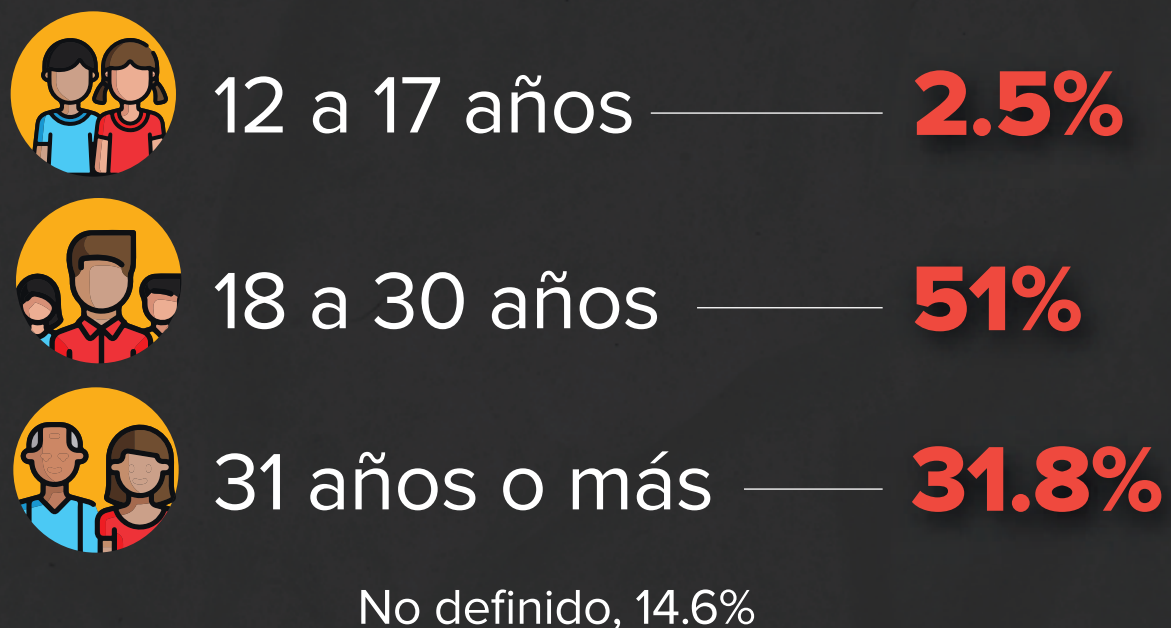 12 a 17 años 2.5%
18 a 30 años 51%
31 años o más 31.8%
No definido, 14.6%